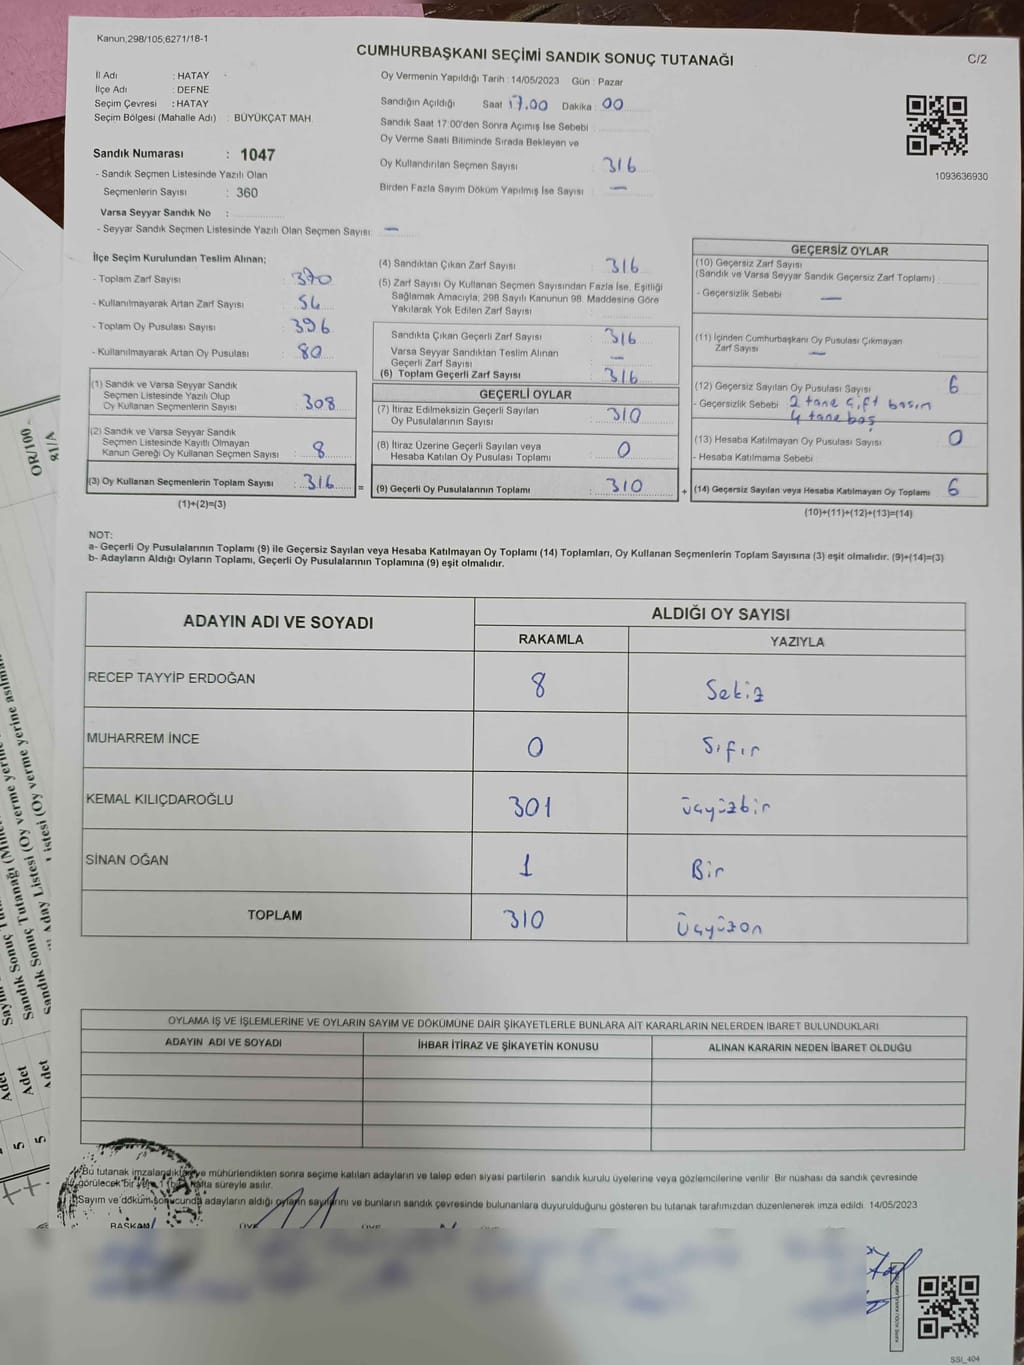 Kanun,298/105,6271/18-1
C/2
CUMHURBAŞKANI SEÇİMİ SANDIK SONUÇ TUTANAĞI
İl Adı : HATAY
İlçe Adı : DEFNE
Seçim Çevresi : HATAY
Seçim Bölgesi (Mahalle Adı) : BÜYÜKÇAT MAH.
Sandık Numarası : 1047
- Sandık Seçmen Listesinde Yazılı Olan
Seçmenlerin Sayısı : 360
Varsa Seyyar Sandık No :
- Seyyar Sandık Seçmen Listesinde Yazılı Olan Seçmen Sayısı: —
Oy Vermenin Yapıldığı Tarih : 14/05/2023 Gün : Pazar
Sandığın Açıldığı Saat 17.00 Dakika : 00
Sandık Saat 17:00'den Sonra Açımış İse Sebebi
Oy Verme Saati Bitiminde Sırada Bekleyen ve
Oy Kullandırılan Seçmen Sayısı 316
Birden Fazla Sayım Döküm Yapılmış İse Sayısı —
1093636930
İlçe Seçim Kurulundan Teslim Alınan;
- Toplam Zarf Sayısı : 370
- Kullanılmayarak Artan Zarf Sayısı : 54
- Toplam Oy Pusulası Sayısı : 396
- Kullanılmayarak Artan Oy Pusulası : 80
(1) Sandık ve Varsa Seyyar Sandık
Seçmen Listesinde Yazılı Olup
Oy Kullanan Seçmenlerin Sayısı : 308
(2) Sandık ve Varsa Seyyar Sandık
Seçmen Listesinde Kayıtlı Olmayan
Kanun Gereği Oy Kullanan Seçmen Sayısı : 8
(3) Oy Kullanan Seçmenlerin Toplam Sayısı : 316 =
(1)+(2)=(3)
(4) Sandıktan Çıkan Zarf Sayısı : 316
(5) Zarf Sayısı Oy Kullanan Seçmen Sayısından Fazla İse, Eşitliği
Sağlamak Amacıyla; 298 Sayılı Kanunun 98. Maddesine Göre
Yakılarak Yok Edilen Zarf Sayısı :
Sandıkta Çıkan Geçerli Zarf Sayısı : 316
Varsa Seyyar Sandıktan Teslim Alınan
Geçerli Zarf Sayısı : —
(6) Toplam Geçerli Zarf Sayısı : 316
GEÇERLİ OYLAR
(7) İtiraz Edilmeksizin Geçerli Sayılan
Oy Pusulalarının Sayısı : 310
(8) İtiraz Üzerine Geçerli Sayılan veya
Hesaba Katılan Oy Pusulası Toplamı : 0
(9) Geçerli Oy Pusulalarının Toplamı : 310 +
GEÇERSİZ OYLAR
(10) Geçersiz Zarf Sayısı
(Sandık ve Varsa Seyyar Sandık Geçersiz Zarf Toplamı)
- Geçersizlik Sebebi —
(11) İçinden Cumhurbaşkanı Oy Pusulası Çıkmayan
Zarf Sayısı —
(12) Geçersiz Sayılan Oy Pusulası Sayısı 6
- Geçersizlik Sebebi 2 tane çift basım
4 tane boş
(13) Hesaba Katılmayan Oy Pusulası Sayısı 0
- Hesaba Katılmama Sebebi
(14) Geçersiz Sayılan veya Hesaba Katılmayan Oy Toplamı 6
(10)+(11)+(12)+(13)=(14)
NOT:
a- Geçerli Oy Pusulalarının Toplamı (9) ile Geçersiz Sayılan veya Hesaba Katılmayan Oy Toplamı (14) Toplamları, Oy Kullanan Seçmenlerin Toplam Sayısına (3) eşit olmalıdır. (9)+(14)=(3)
b- Adayların Aldığı Oyların Toplamı, Geçerli Oy Pusulalarının Toplamına (9) eşit olmalıdır.
ADAYIN ADI VE SOYADI ALDIĞI OY SAYISI
RAKAMLA YAZIYLA
RECEP TAYYİP ERDOĞAN 8 Sekiz
MUHARREM İNCE 0 Sıfır
KEMAL KILIÇDAROĞLU 301 üçyüzbir
SİNAN OĞAN 1 Bir
TOPLAM 310 Üçyüzon
OYLAMA İŞ VE İŞLEMLERİNE VE OYLARIN SAYIM VE DÖKÜMÜNE DAİR ŞİKAYETLERLE BUNLARA AİT KARARLARIN NELERDEN İBARET BULUNDUKLARI
ADAYIN ADI VE SOYADI İHBAR İTİRAZ VE ŞİKAYETİN KONUSU ALINAN KARARIN NEDEN İBARET OLDUĞU
Bu tutanak imzalandıktan ve mühürlendikten sonra seçime katılan adayların ve talep eden siyasi partilerin sandık kurulu üyelerine veya gözlemcilerine verilir. Bir nüshası da sandık çevresinde
görülecek bir yere 1 (bir) hafta süreyle asılır.
Sayım ve döküm sonucunda adayların aldığı oyların sayılarını ve bunların sandık çevresinde bulunanlara duyurulduğunu gösteren bu tutanak tarafımızdan düzenlenerek imza edildi. 14/05/2023
BAŞKAN
SSI_404
OR/100
81/A
Adet
Adet
Adet
5
5